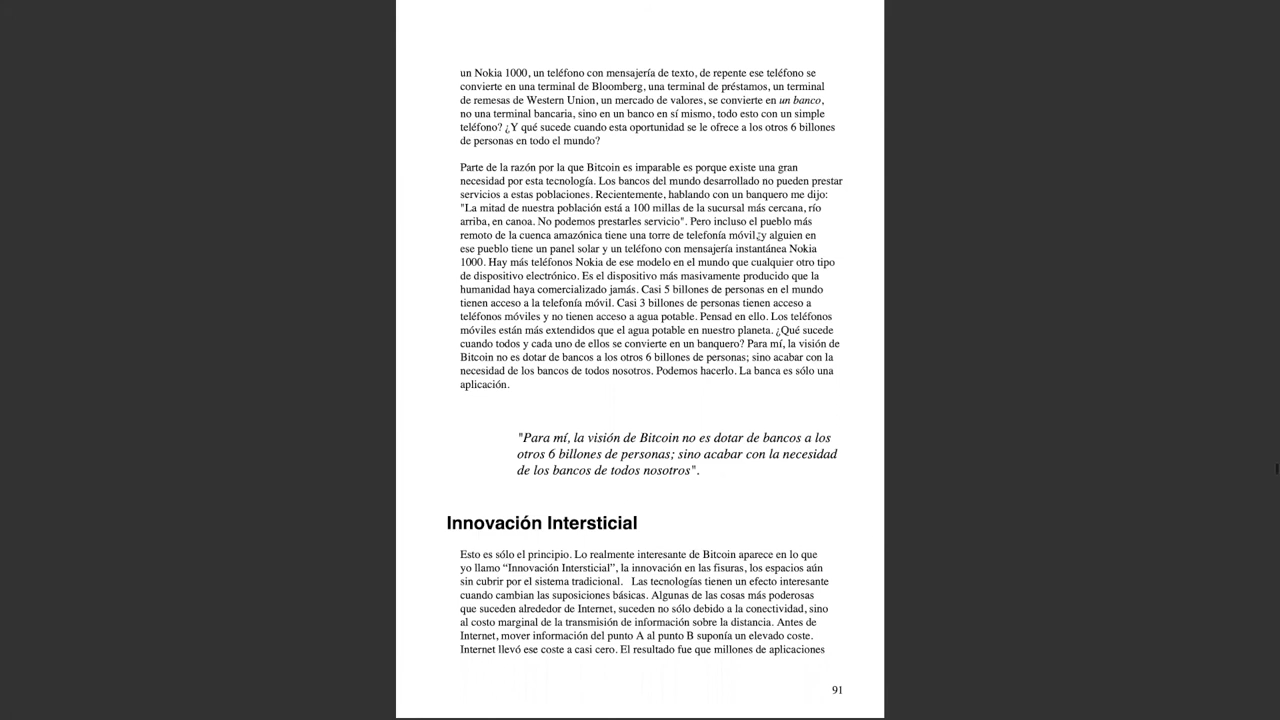 un Nokia 1000, un teléfono con mensajería de texto, de repente ese teléfono se
convierte en una terminal de Bloomberg, una terminal de préstamos, un terminal
de remesas de Western Union, un mercado de valores, se convierte en un banco,
no una terminal bancaria, sino en un banco en sí mismo, todo esto con un simple
teléfono? ¿Y qué sucede cuando esta oportunidad se le ofrece a los otros 6 billones
de personas en todo el mundo?
Parte de la razón por la que Bitcoin es imparable es porque existe una gran
necesidad por esta tecnología. Los bancos del mundo desarrollado no pueden prestar
servicios a estas poblaciones. Recientemente, hablando con un banquero me dijo:
"La mitad de nuestra población está a 100 millas de la sucursal más cercana, río
arriba, en canoa. No podemos prestarles servicio". Pero incluso el pueblo más
remoto de la cuenca amazónica tiene una torre de telefonía móvil,¿y alguien en
ese pueblo tiene un panel solar y un teléfono con mensajería instantánea Nokia
1000. Hay más teléfonos Nokia de ese modelo en el mundo que cualquier otro tipo
de dispositivo electrónico. Es el dispositivo más masivamente producido que la
humanidad haya comercializado jamás. Casi 5 billones de personas en el mundo
tienen acceso a la telefonía móvil. Casi 3 billones de personas tienen acceso a
teléfonos móviles y no tienen acceso a agua potable. Pensad en ello. Los teléfonos
móviles están más extendidos que el agua potable en nuestro planeta. ¿Qué sucede
cuando todos y cada uno de ellos se convierte en un banquero? Para mí, la visión de
Bitcoin no es dotar de bancos a los otros 6 billones de personas; sino acabar con la
necesidad de los bancos de todos nosotros. Podemos hacerlo. La banca es sólo una
aplicación.
"Para mí, la visión de Bitcoin no es dotar de bancos a los
otros 6 billones de personas; sino acabar con la necesidad
de los bancos de todos nosotros".
Innovación Intersticial
Esto es sólo el principio. Lo realmente interesante de Bitcoin aparece en lo que
yo llamo “Innovación Intersticial”, la innovación en las fisuras, los espacios aún
sin cubrir por el sistema tradicional. Las tecnologías tienen un efecto interesante
cuando cambian las suposiciones básicas. Algunas de las cosas más poderosas
que suceden alrededor de Internet, suceden no sólo debido a la conectividad, sino
al costo marginal de la transmisión de información sobre la distancia. Antes de
Internet, mover información del punto A al punto B suponía un elevado coste.
Internet llevó ese coste a casi cero. El resultado fue que millones de aplicaciones
91